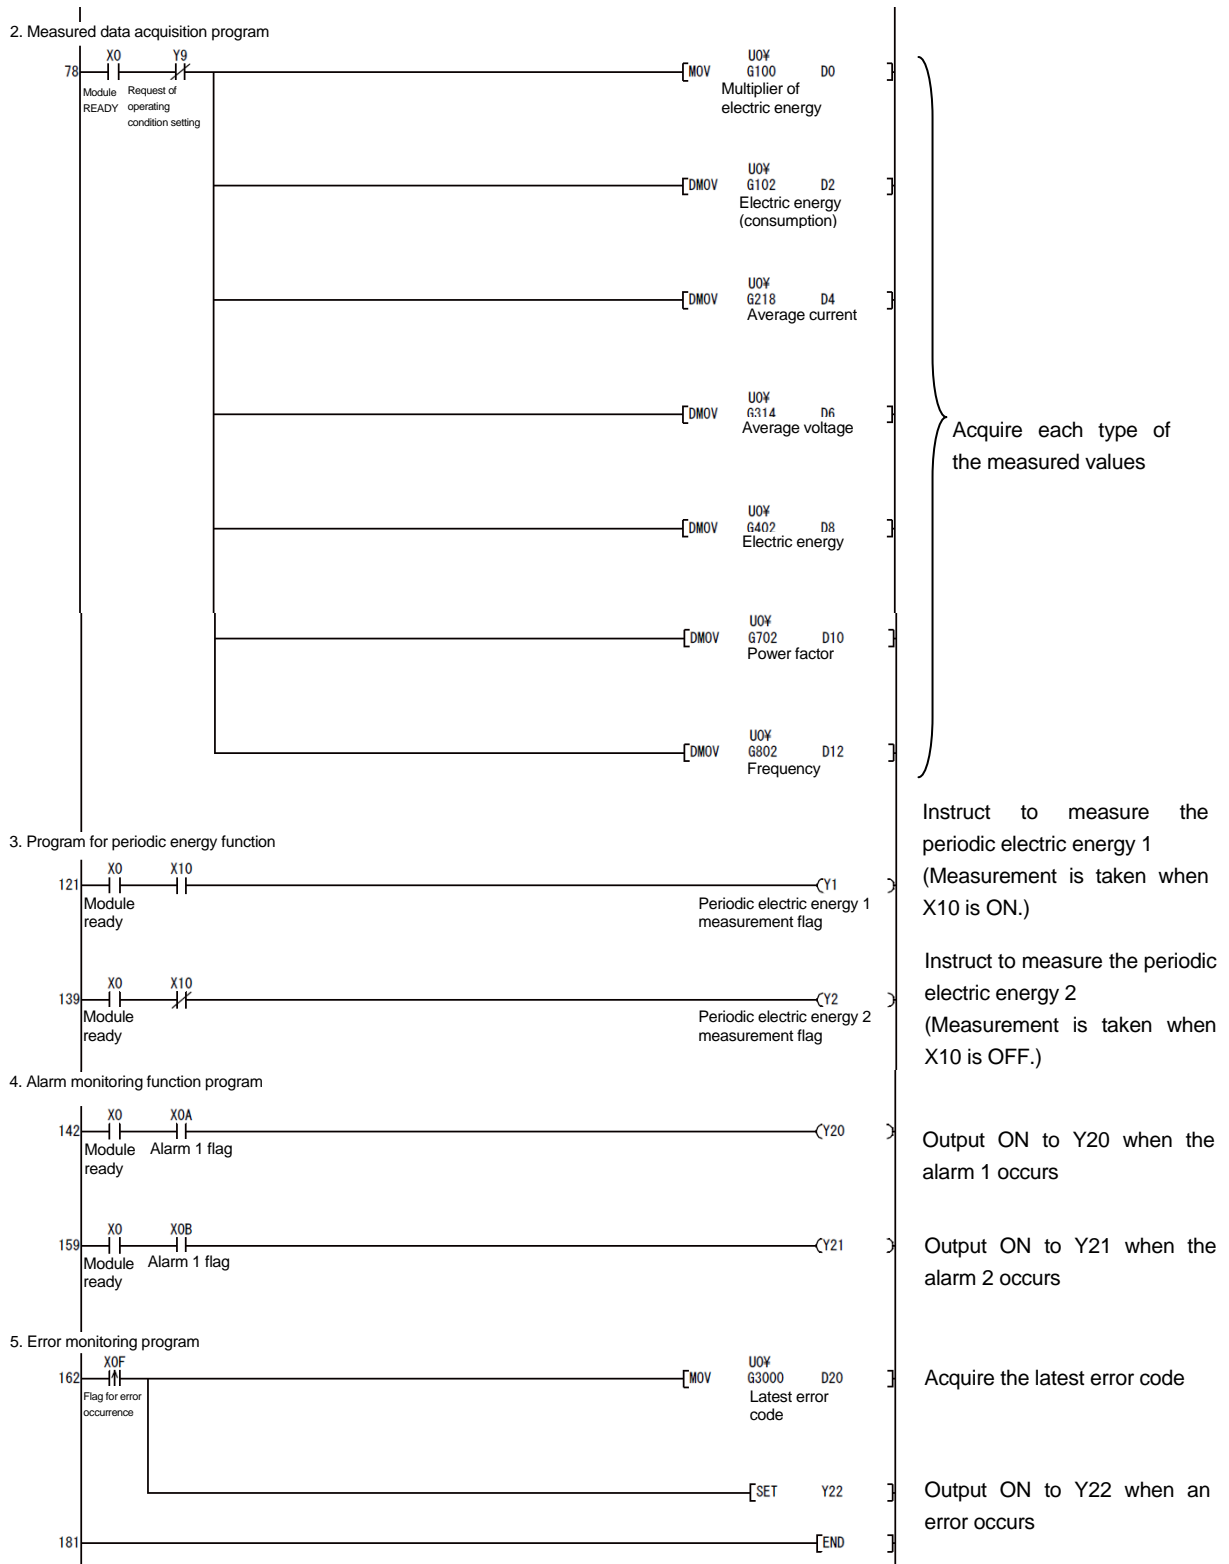 2. Measured data acquisition program
X0 Y9 U0¥
78 MOV G100 D0
Module READY
Request of operating condition setting
Multiplier of electric energy
U0¥
DMOV G102 D2
Electric energy
(consumption)
U0¥
DMOV G218 D4
Average current
U0¥
DMOV G314 D6
Average voltage
Acquire each type of
the measured values
U0¥
DMOV G402 D8
Electric energy
U0¥
DMOV G702 D10
Power factor
U0¥
DMOV G802 D12
Frequency
3. Program for periodic energy function
X0 X10
121 Y1
Module
ready
Periodic electric energy 1
measurement flag
Instruct to measure the
periodic electric energy 1
(Measurement is taken when
X10 is ON.)
X0 X10
139 Y2
Module
ready
Periodic electric energy 2
measurement flag
Instruct to measure the periodic
electric energy 2
(Measurement is taken when
X10 is OFF.)
4. Alarm monitoring function program
X0 X0A
142 Y20
Module
ready
Alarm 1 flag
Output ON to Y20 when the
alarm 1 occurs
X0 X0B
159 Y21
Module
ready
Alarm 1 flag
Output ON to Y21 when the
alarm 2 occurs
5. Error monitoring program
X0F U0¥
162 MOV G3000 D20
Flag for error
occurrence
Latest error
code
Acquire the latest error code
SET Y22
Output ON to Y22 when an
error occurs
181 END